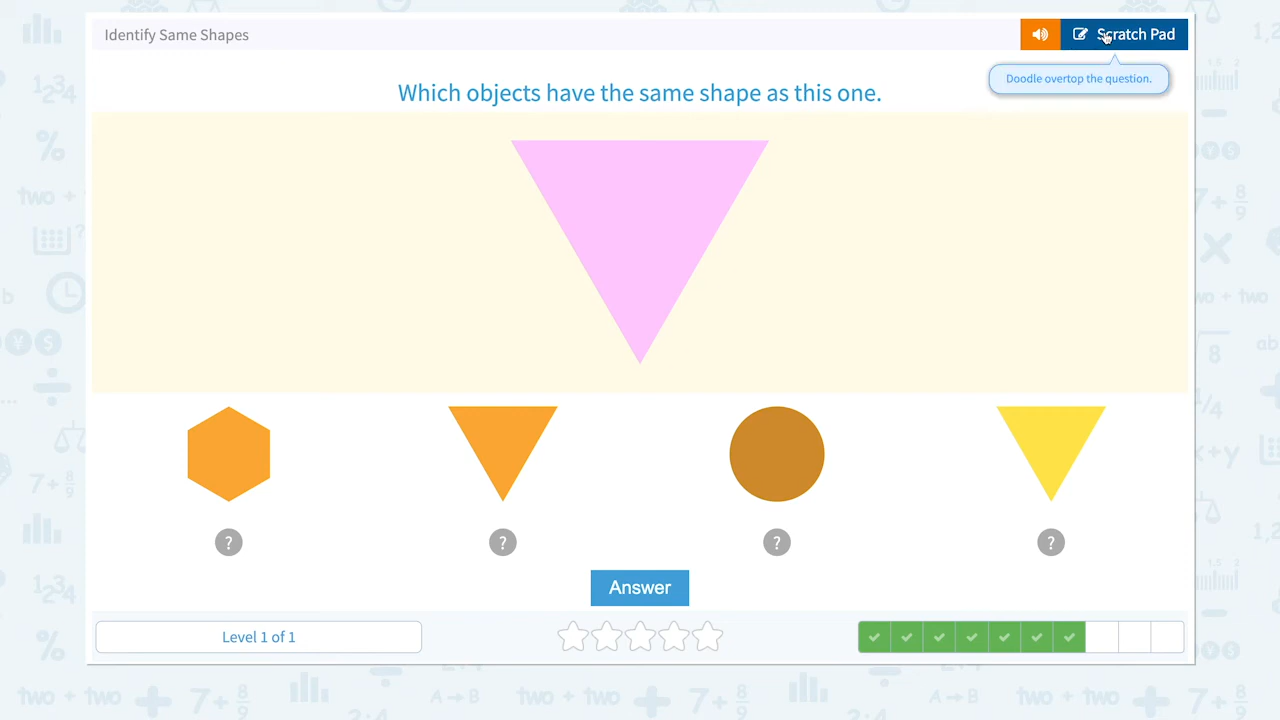 Identify Same Shapes
Scratch Pad
Doodle overtop the question.
Which objects have the same shape as this one.
?
?
?
?
Answer
Level 1 of 1